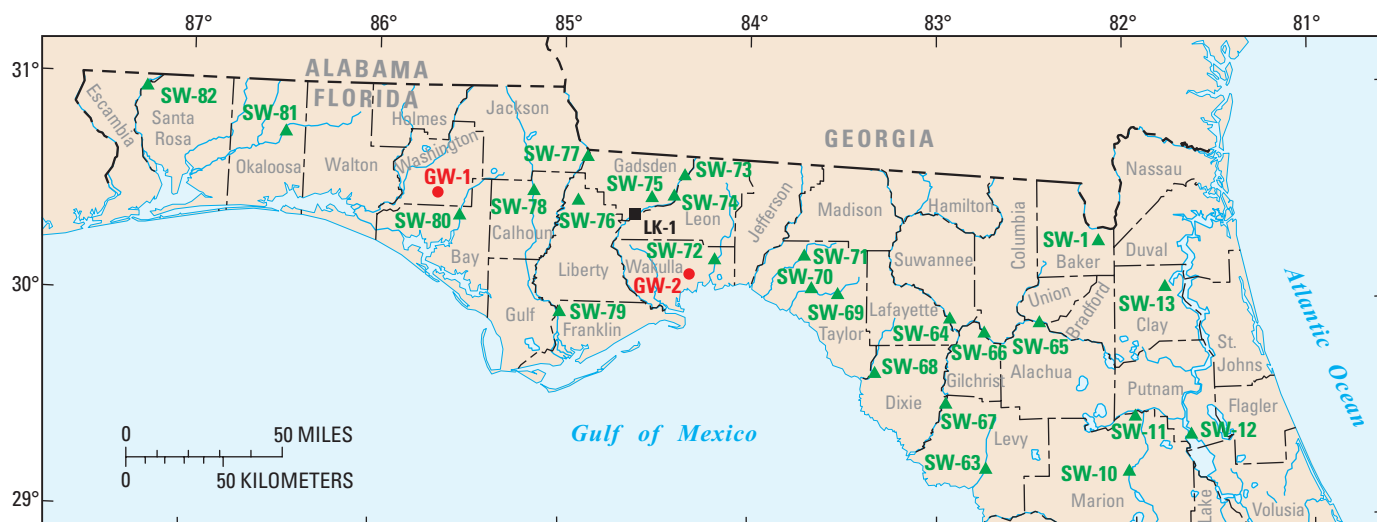 87°
86°
85°
84°
83°
82°
81°
31°
30°
29°
ALABAMA
FLORIDA
GEORGIA
Escambia
SW-82
Santa
Rosa
SW-81
Okaloosa
Walton
Holmes
Washington
GW-1
SW-80
Bay
Jackson
SW-77
SW-78
Calhoun
SW-76
Gulf
Liberty
SW-79
Franklin
Gadsden
SW-75
SW-73
SW-74
LK-1
Leon
SW-72
Wakulla
GW-2
Jefferson
Madison
SW-71
SW-70
SW-69
Taylor
Hamilton
Suwannee
Lafayette
SW-64
SW-66
SW-68
Dixie
Gilchrist
SW-67
SW-63
Levy
Columbia
SW-65
Alachua
Union
Bradford
SW-1
Baker
Nassau
Duval
SW-13
Clay
St.
Johns
Putnam
Flagler
SW-11
SW-12
SW-10
Marion
Lake
Volusia
Atlantic Ocean
Gulf of Mexico
0 50 MILES
0 50 KILOMETERS